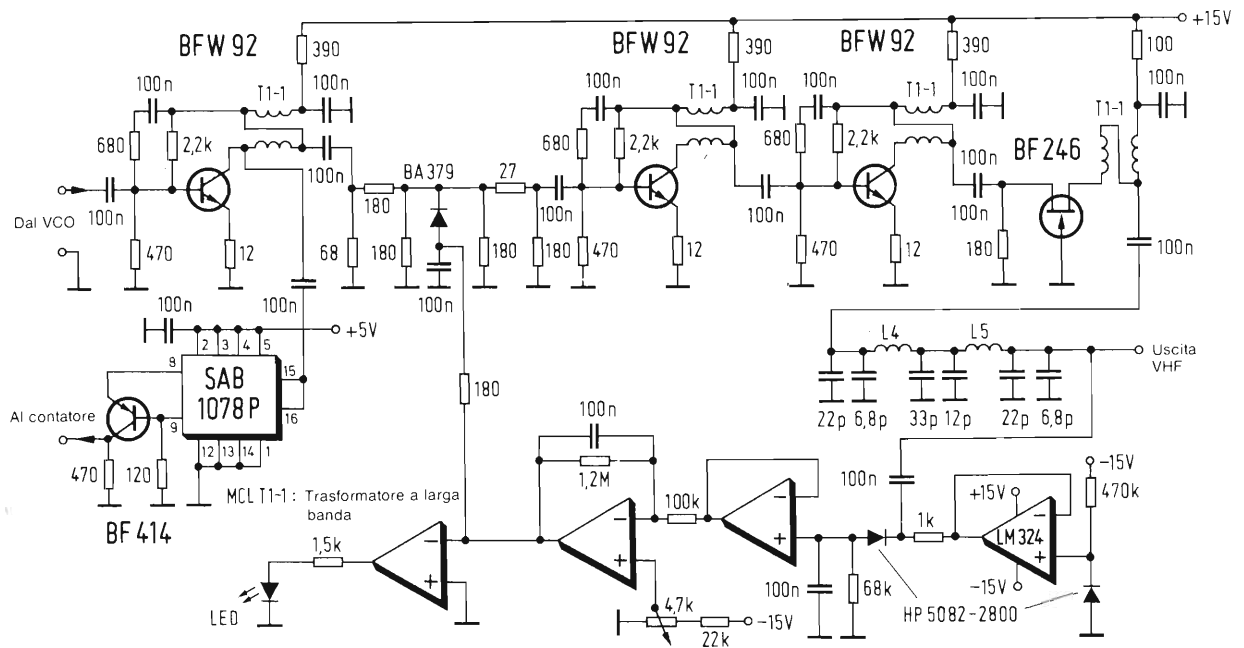 +15V
BFW 92
BFW 92
BFW 92
390
390
390
100
100n
T1-1
100n
100n
T1-1
100n
100n
T1-1
100n
100n
T1-1
680
2,2k
100n
680
2,2k
680
2,2k
BF 246
BA 379
27
100n
180
100n
Dal VCO
100n
100n
100n
470
12
68
180
180
180
470
12
470
12
180
100n
100n
100n
100n
+5V
2
3
4
5
8
SAB
1078 P
15
16
9
12
13
14
1
Al contatore
470
120
BF 414
180
L4
L5
Uscita
VHF
22p
6,8p
33p
12p
22p
6,8p
100n
1,2M
MCL T1-1 : Trasformatore a larga
banda
100k
100n
1k
+15V
-15V
470k
LM324
-15V
1,5k
LED
−
+
−
+
−
+
−
+
100n
68k
HP 5082-2800
4,7k
22k
-15V